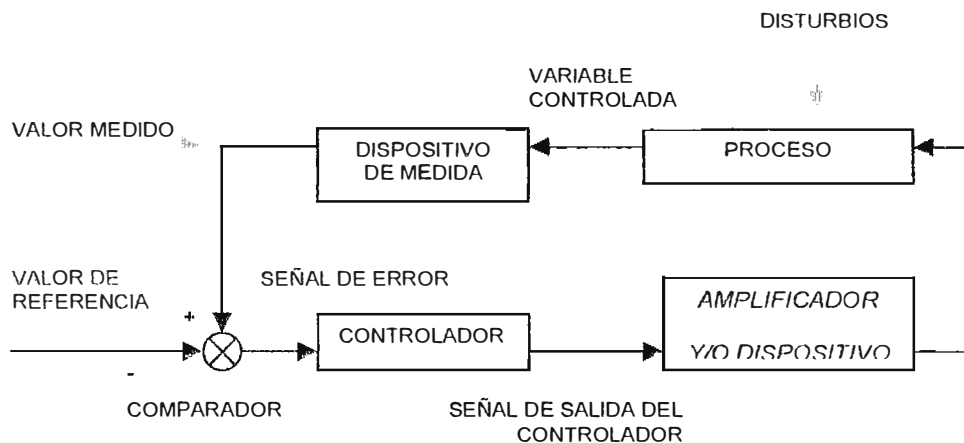 DISTURBIOS
VARIABLE
CONTROLADA
VALOR MEDIDO
DISPOSITIVO
DE MEDIDA
PROCESO
VALOR DE
REFERENCIA
SEÑAL DE ERROR
+
-
CONTROLADOR
AMPLIFICADOR
Y/O DISPOSITIVO
COMPARADOR
SEÑAL DE SALIDA DEL
CONTROLADOR